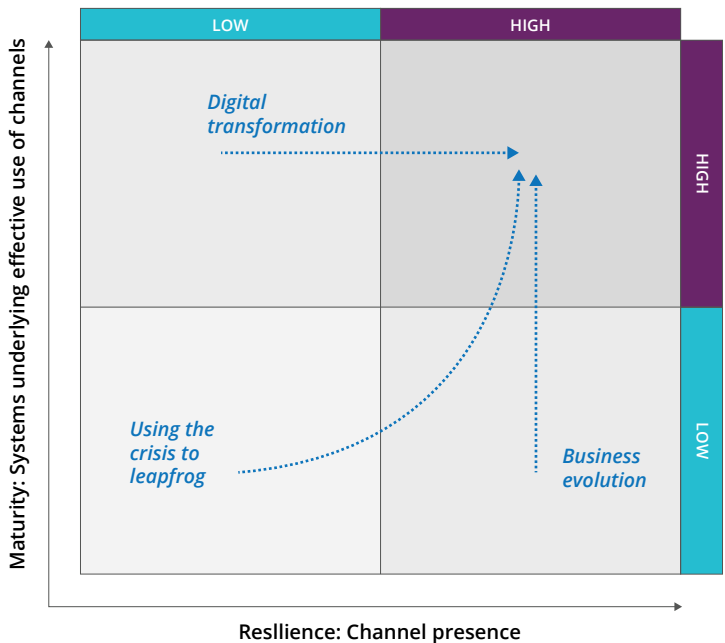 LOW
HIGH
Maturity: Systems underlying effective use of channels
Digital
transformation
HIGH
Using the
crisis to
leapfrog
Business
evolution
LOW
Resllience: Channel presence